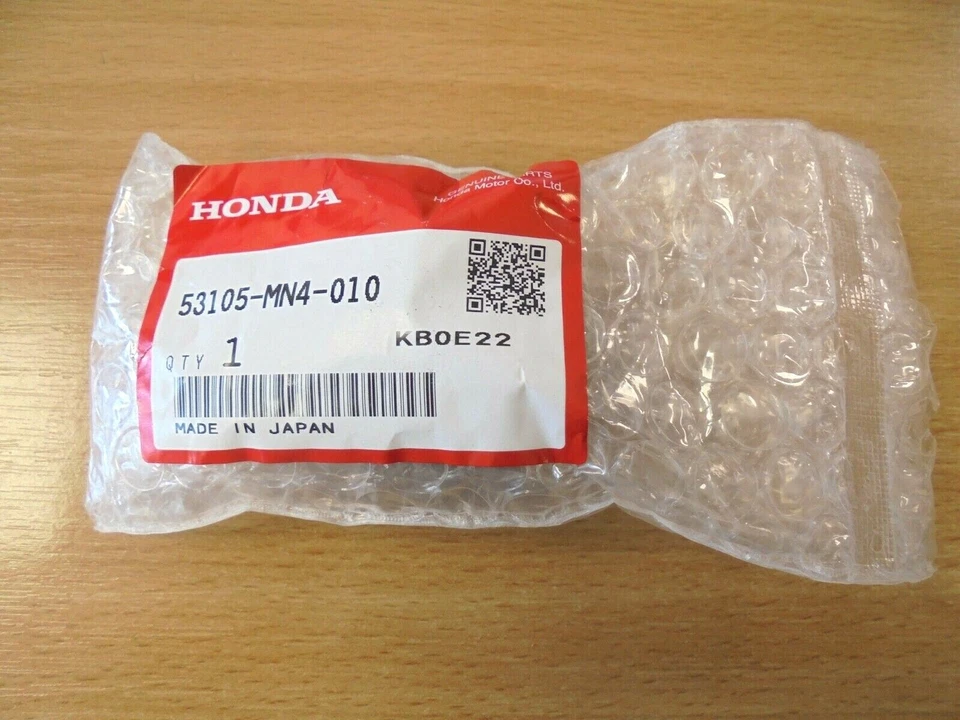 HONDA
GENUINE PARTS
Honda Motor Co., Ltd.
53105-MN4-010
KB0E22
QTY 1
MADE IN JAPAN